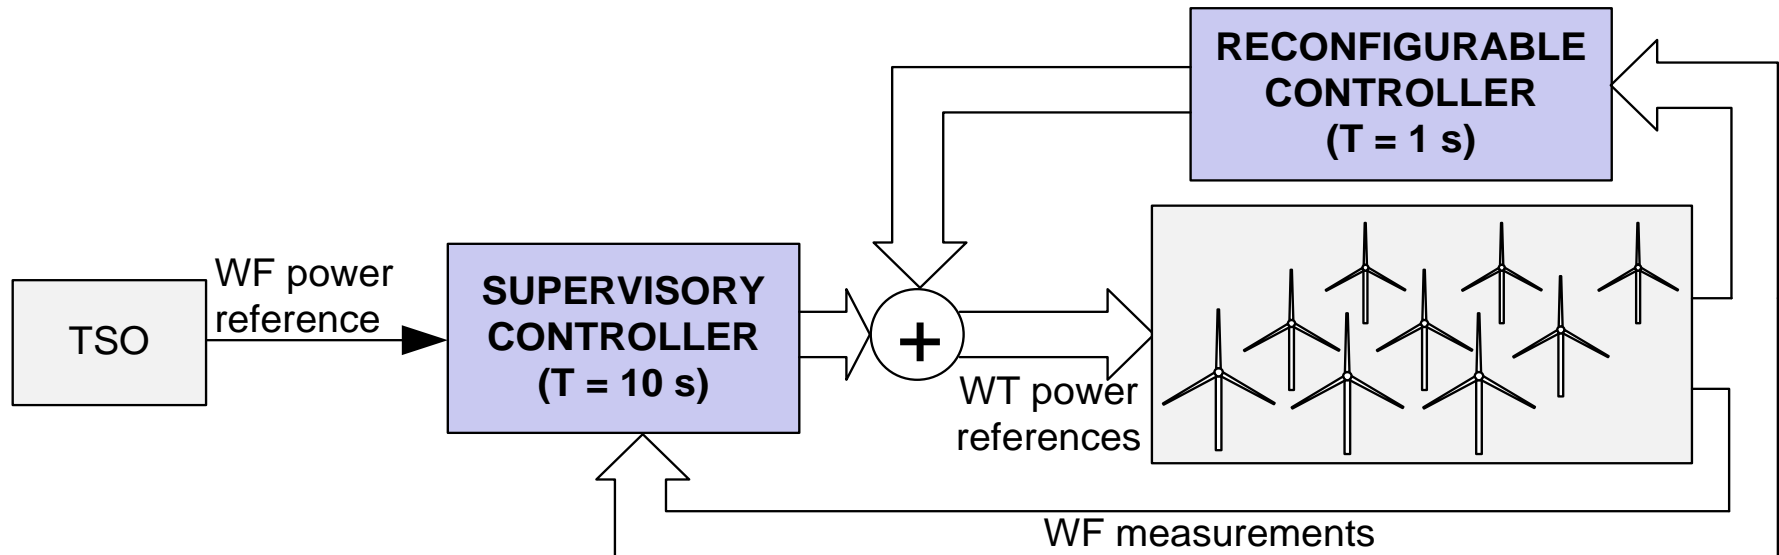 RECONFIGURABLE
CONTROLLER
(T = 1 s)
WF power
reference
TSO
SUPERVISORY
CONTROLLER
(T = 10 s)
+
WT power
references
WF measurements